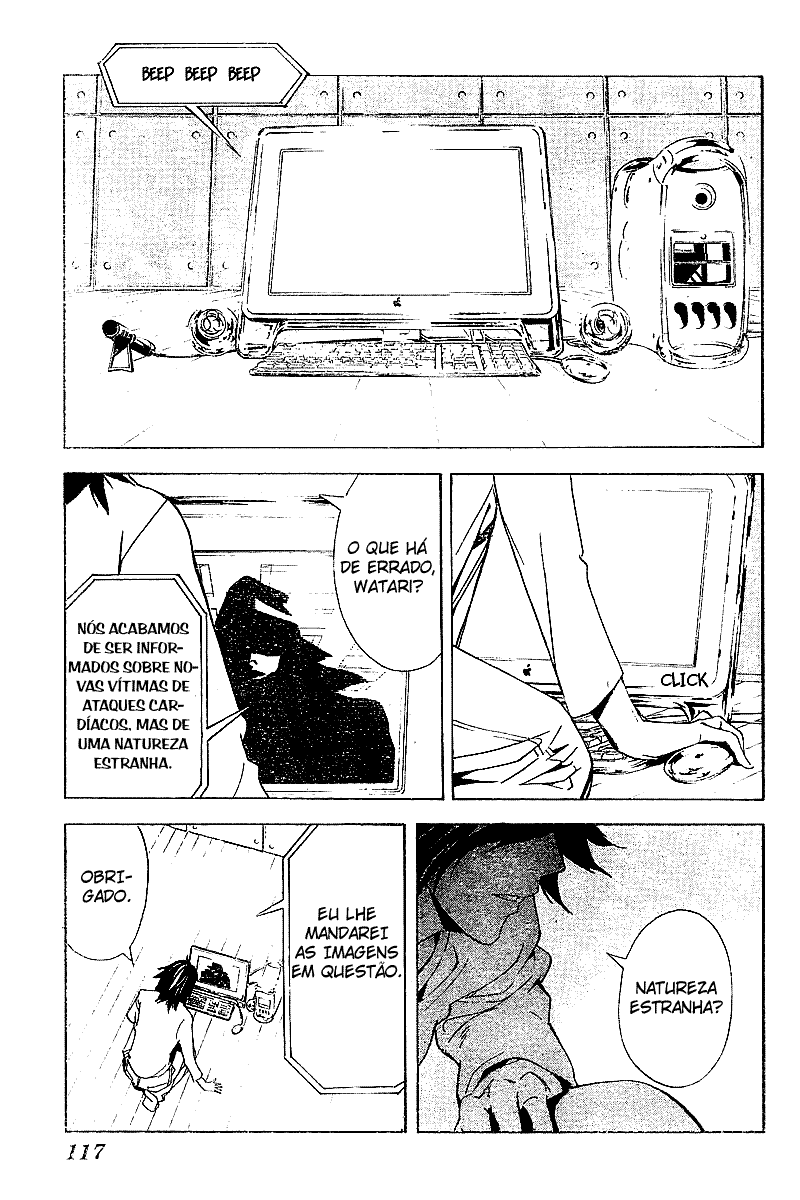 BEEP BEEP BEEP
CLICK
O QUE HÁ
DE ERRADO,
WATARI?
NÓS ACABAMOS
DE SER INFOR-
MADOS SOBRE NO-
VAS VÍTIMAS DE
ATAQUES CAR-
DÍACOS, MAS DE
UMA NATUREZA
ESTRANHA.
NATUREZA
ESTRANHA?
EU LHE
MANDAREI
AS IMAGENS
EM QUESTÃO.
OBRI-
GADO.
117